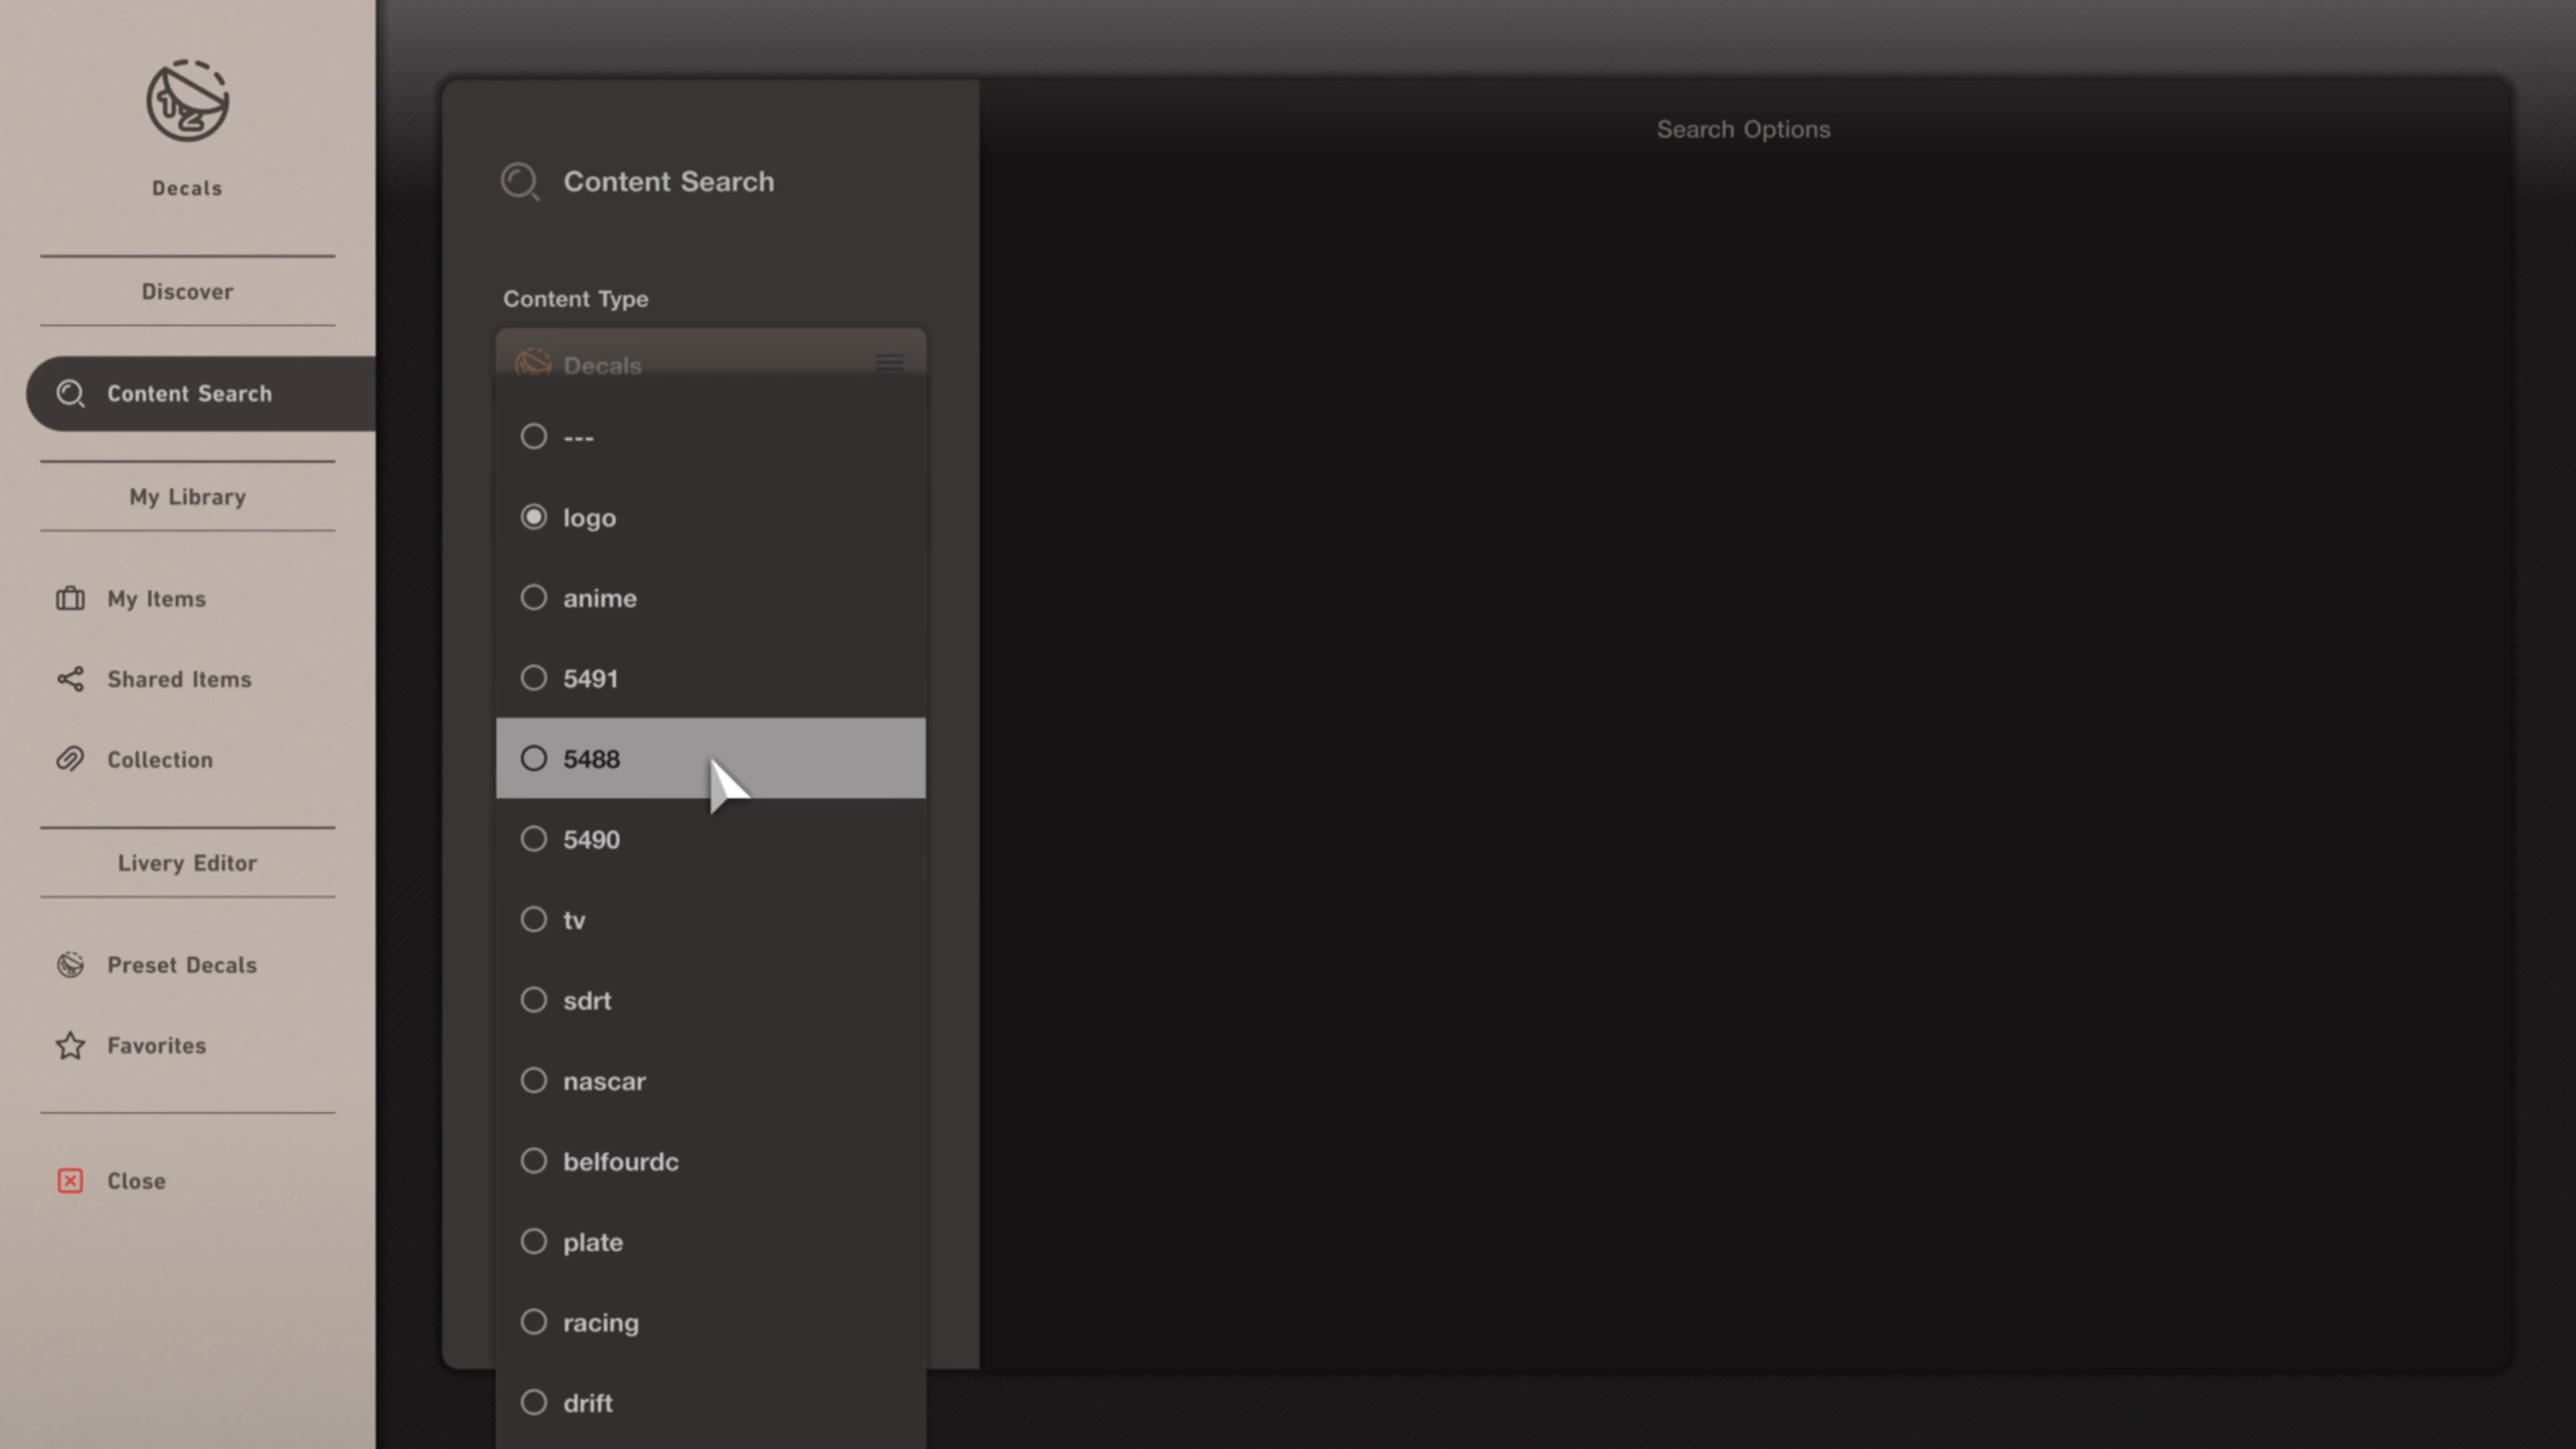 Decals
Discover
Content Search
My Library
My Items
Shared Items
Collection
Livery Editor
Preset Decals
Favorites
Close
Content Search
Content Type
Decals
---
logo
anime
5491
5488
5490
tv
sdrt
nascar
belfourdc
plate
racing
drift
Search Options